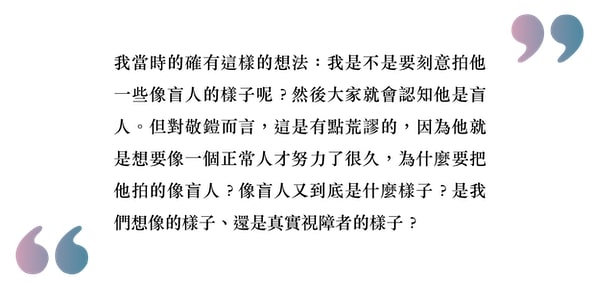 我當時的確有這樣的想法：我是不是要刻意拍他
一些像盲人的樣子呢？然後大家就會認知他是盲
人。但對敬鎧而言，這是有點荒謬的，因為他就
是想要像一個正常人才努力了很久，為什麼要把
他拍的像盲人？像盲人又到底是什麼樣子？是我
們想像的樣子、還是真實視障者的樣子？